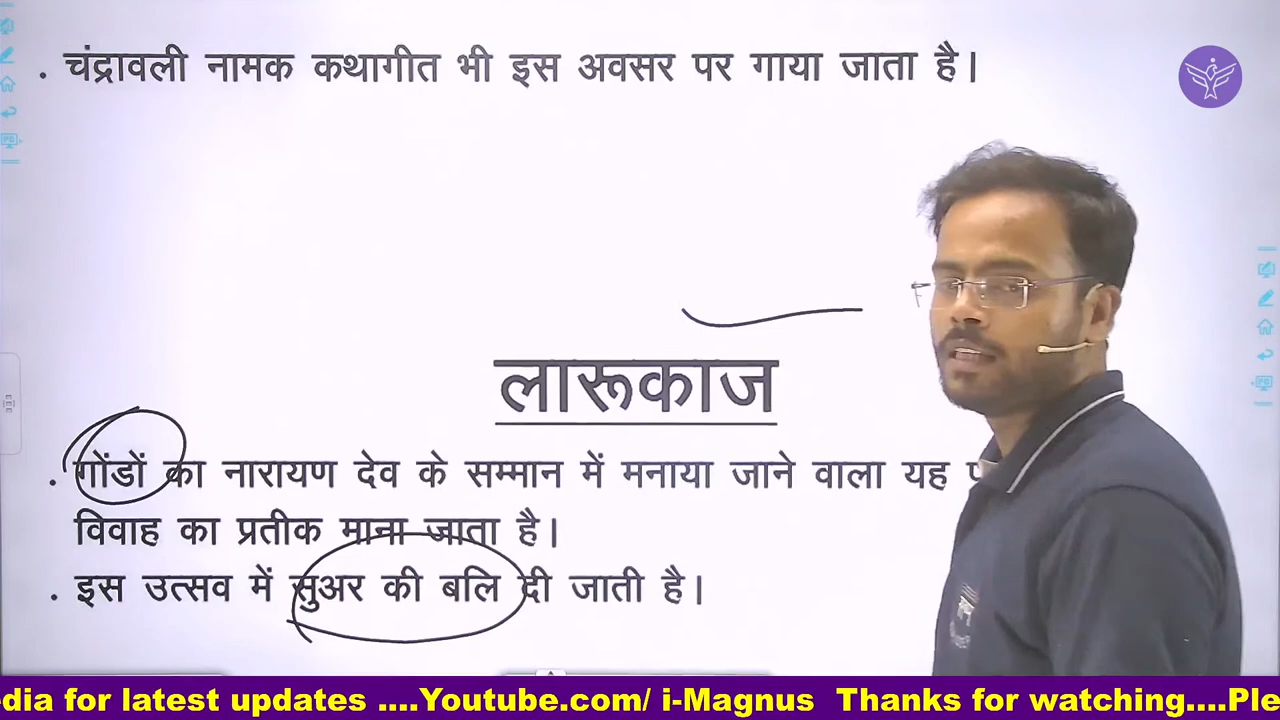 . चंद्रावली नामक कथागीत भी इस अवसर पर गाया जाता है।
लारूकाज
. गोंडों का नारायण देव के सम्मान में मनाया जाने वाला यह
विवाह का प्रतीक माना जाता है।
. इस उत्सव में सुअर की बलि दी जाती है।
dia for latest updates ....Youtube.com/ i-Magnus Thanks for watching....Ple